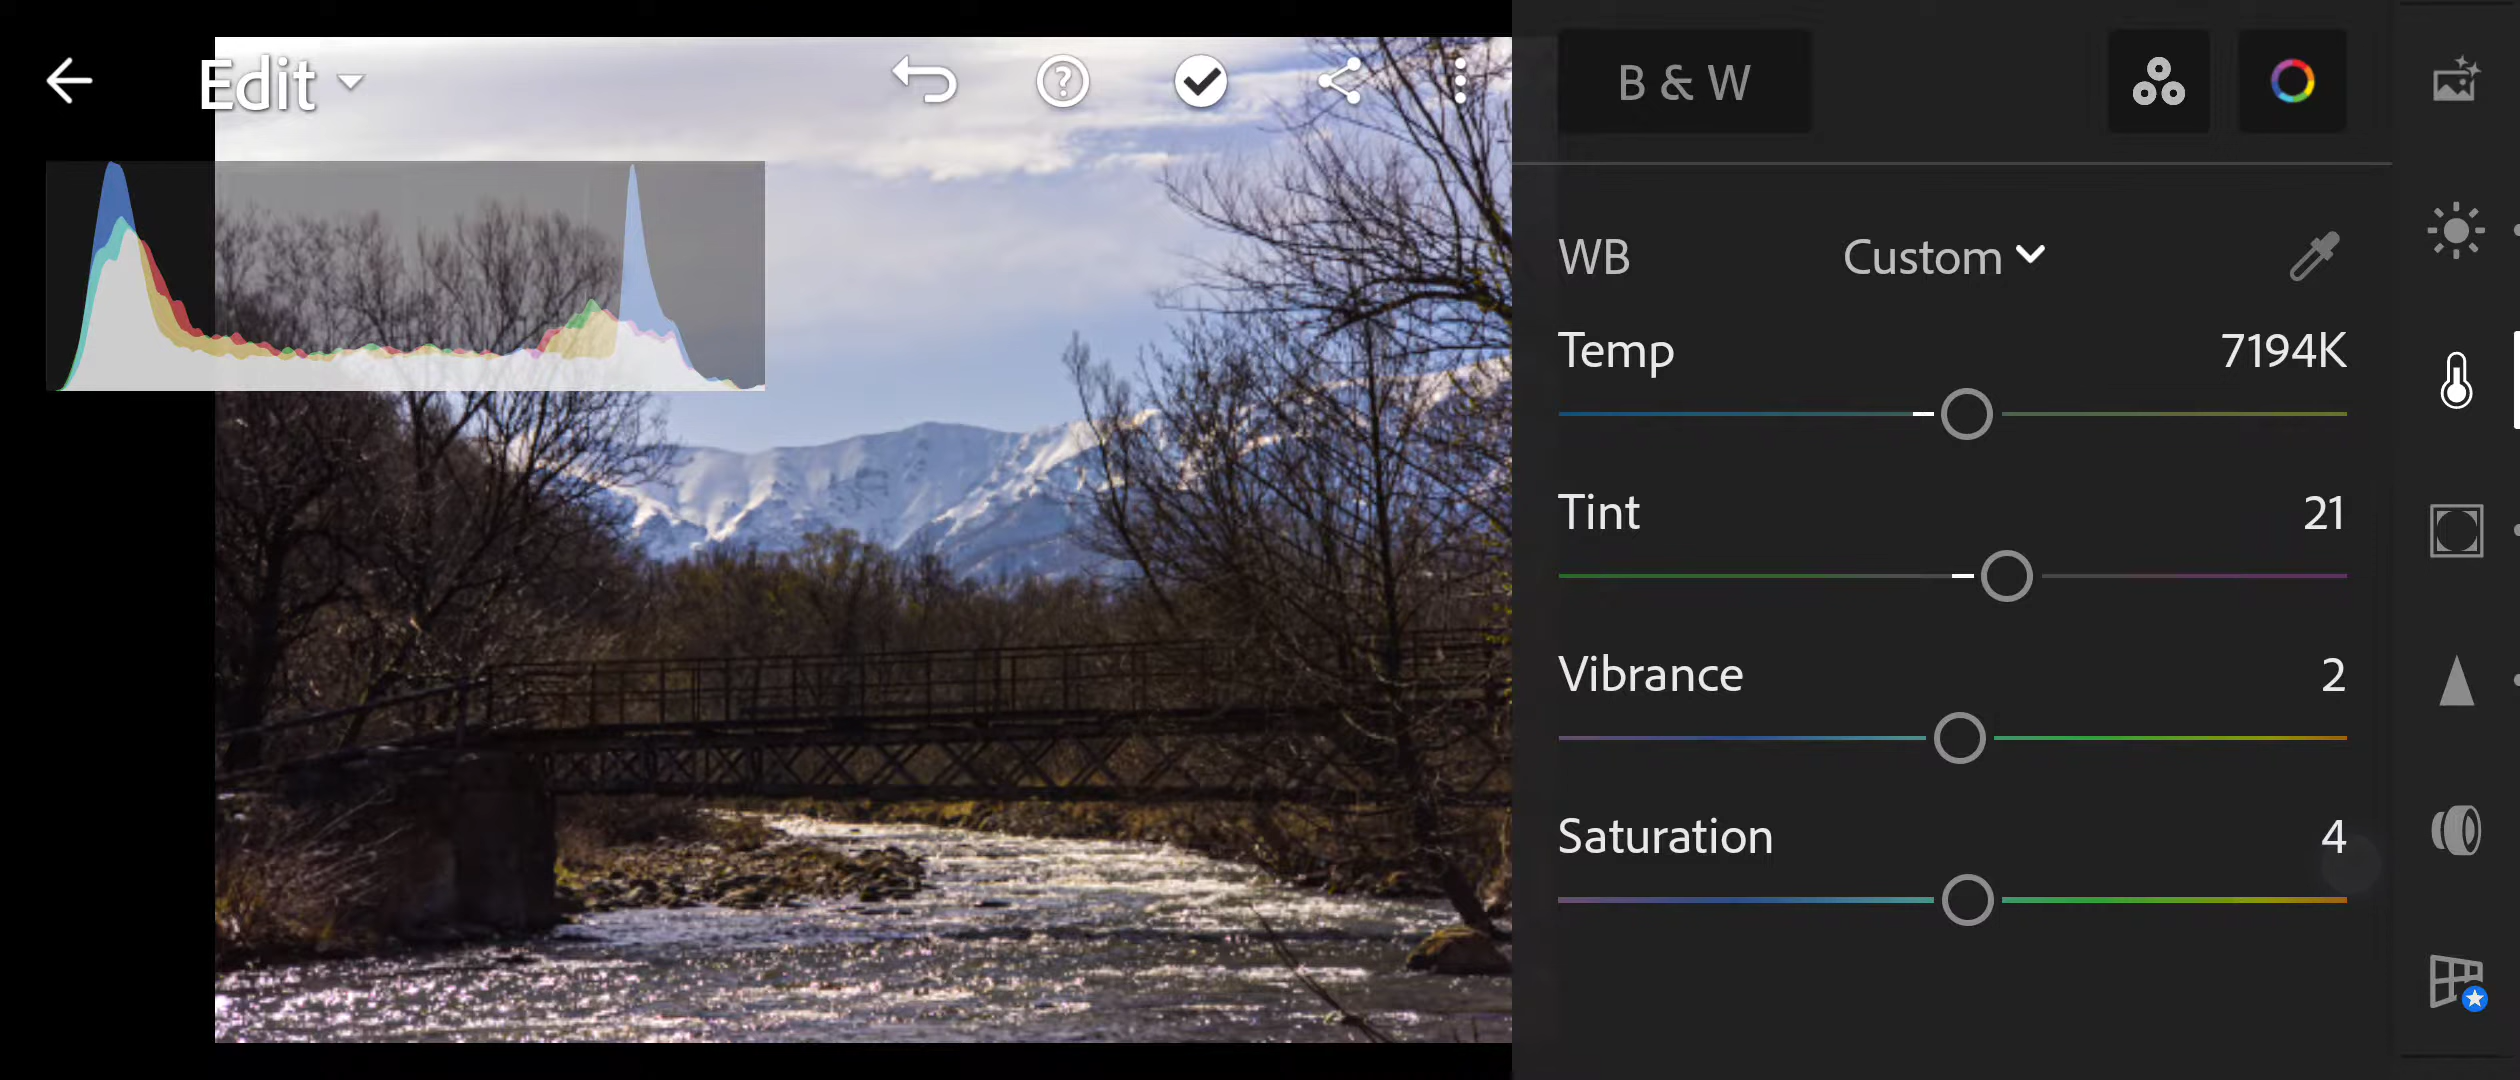 Edit
B & W
WB Custom
Temp 7194K
Tint 21
Vibrance 2
Saturation 4